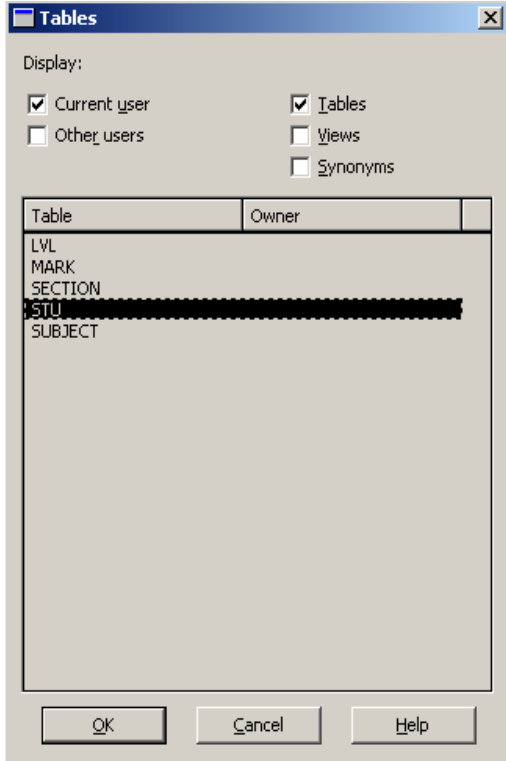 Tables
Display:
Current user Tables
Other users Views
Synonyms
Table Owner
LVL
MARK
SECTION
STU
SUBJECT
OK Cancel Help